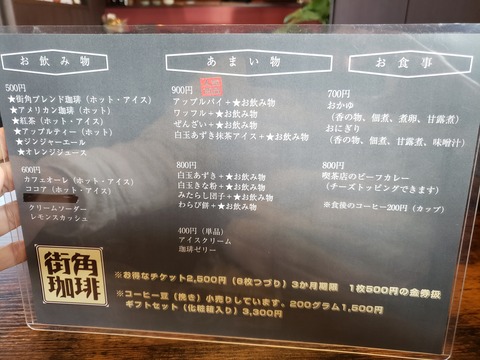 お飲み物
500円
★街角ブレンド珈琲（ホット・アイス）
★アメリカン珈琲（ホット）
★紅茶（ホット・アイス）
★アップルティー（ホット）
★ジンジャーエール
★オレンジジュース
600円
カフェオーレ（ホット・アイス）
ココア（ホット・アイス）
クリームソーダー
レモンスカッシュ
あまい物
900円
アップルパイ＋★お飲み物
ワッフル＋★お飲み物
ぜんざい＋★お飲み物
白玉あずき抹茶アイス＋★お飲み物
800円
白玉あずき＋★お飲み物
白玉きな粉＋★お飲み物
みたらし団子＋★お飲み物
わらび餅＋★お飲み物
400円（単品）
アイスクリーム
珈琲ゼリー
お食事
700円
おかゆ
（香の物、佃煮、煮卵、甘露煮）
おにぎり
（香の物、佃煮、甘露煮、味噌汁）
800円
喫茶店のビーフカレー
（チーズトッピングできます）
※食後のコーヒー200円（カップ）
街角
珈琲
※お得なチケット2,500円（6枚つづり）3か月期限　1枚500円の金券扱
※コーヒー豆（挽き）小売りしています。200グラム1,500円
ギフトセット（化粧箱入り）3,300円